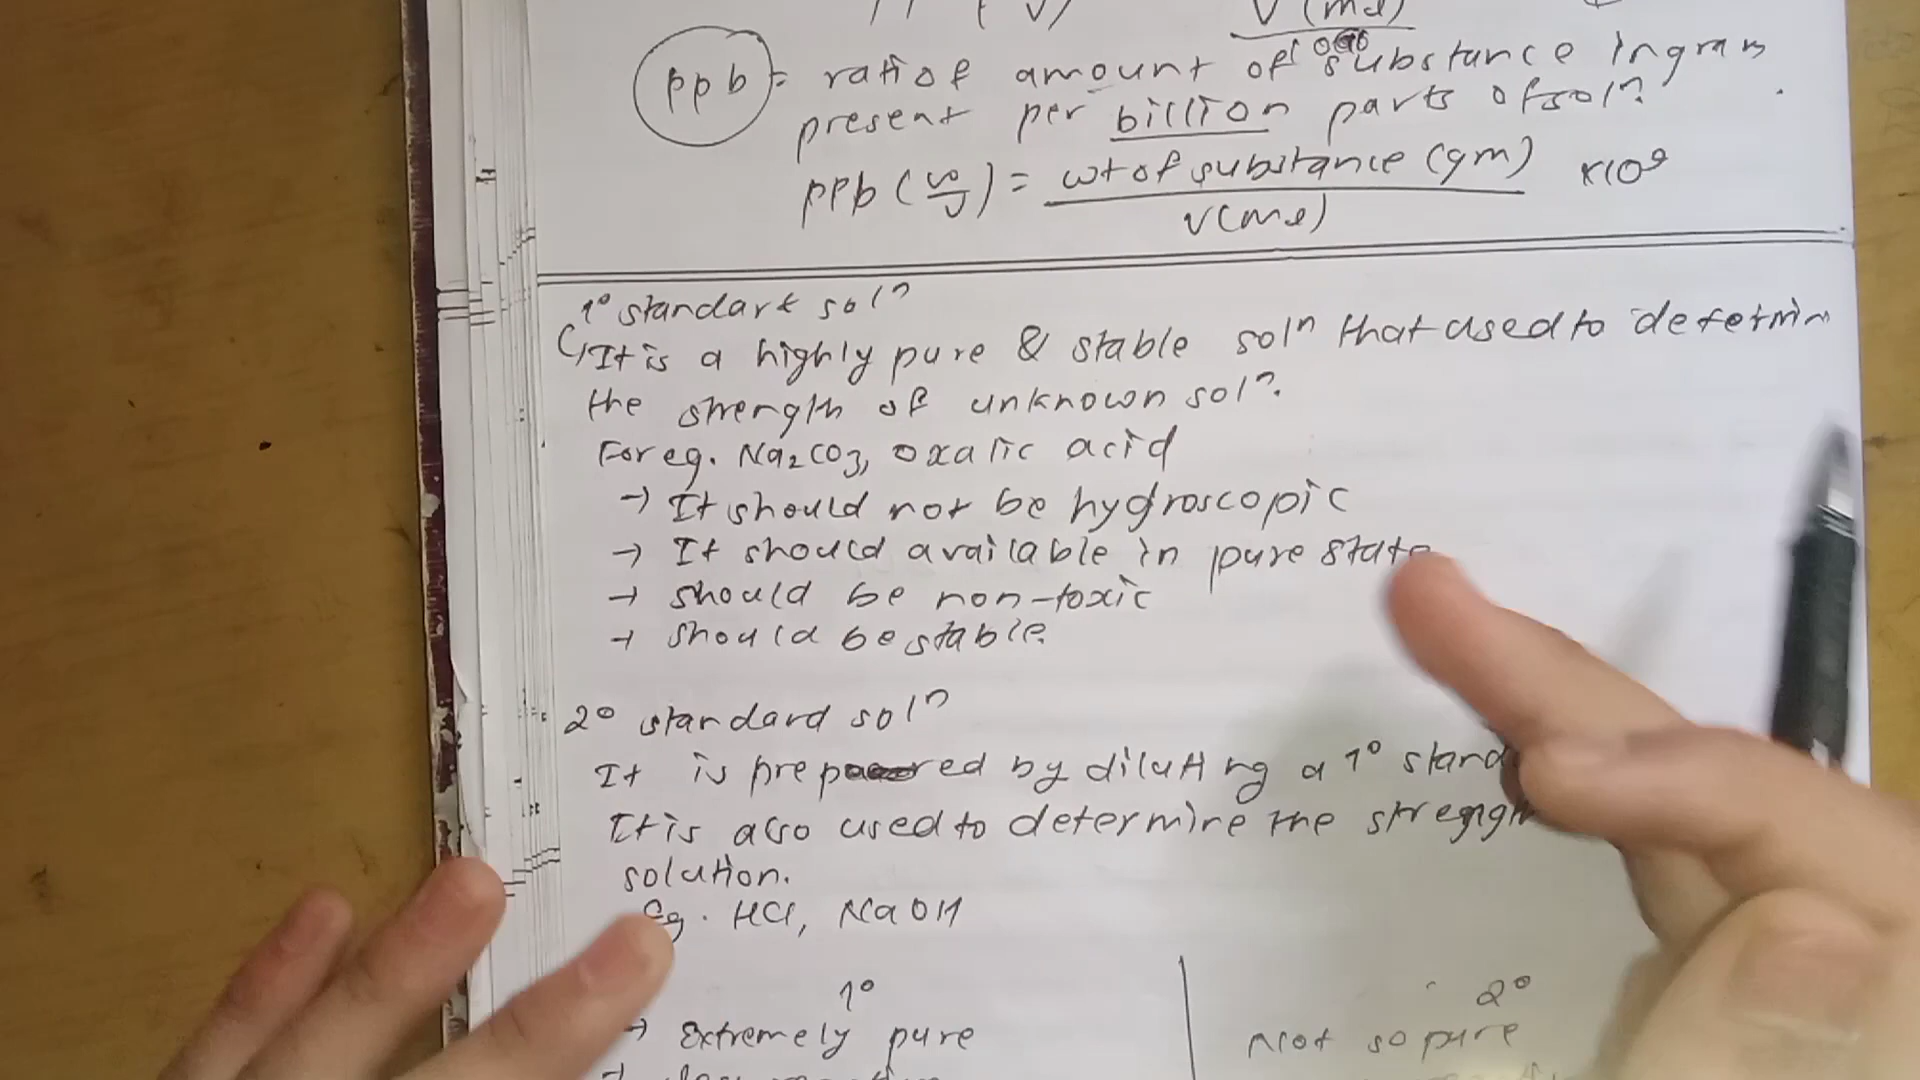 V (ml)
ppb = ratio of amount of substance in grams
present per billion parts of solⁿ.
ppb (w/v) = wt of substance (gm) ×10⁹
V(ml)
1° standart solⁿ
It is a highly pure & stable solⁿ that used to determin
the strength of unknown solⁿ.
For eg. Na₂CO₃, oxalic acid
→ It should not be hygroscopic
→ It should available in pure state
→ should be non-toxic
→ should be stable.
2° standard solⁿ
It is prepared by diluting a 1° stand
It is also used to determine the
solution.
Eg. HCl, NaOH
1° 2°
→ Extremely pure Not so pure